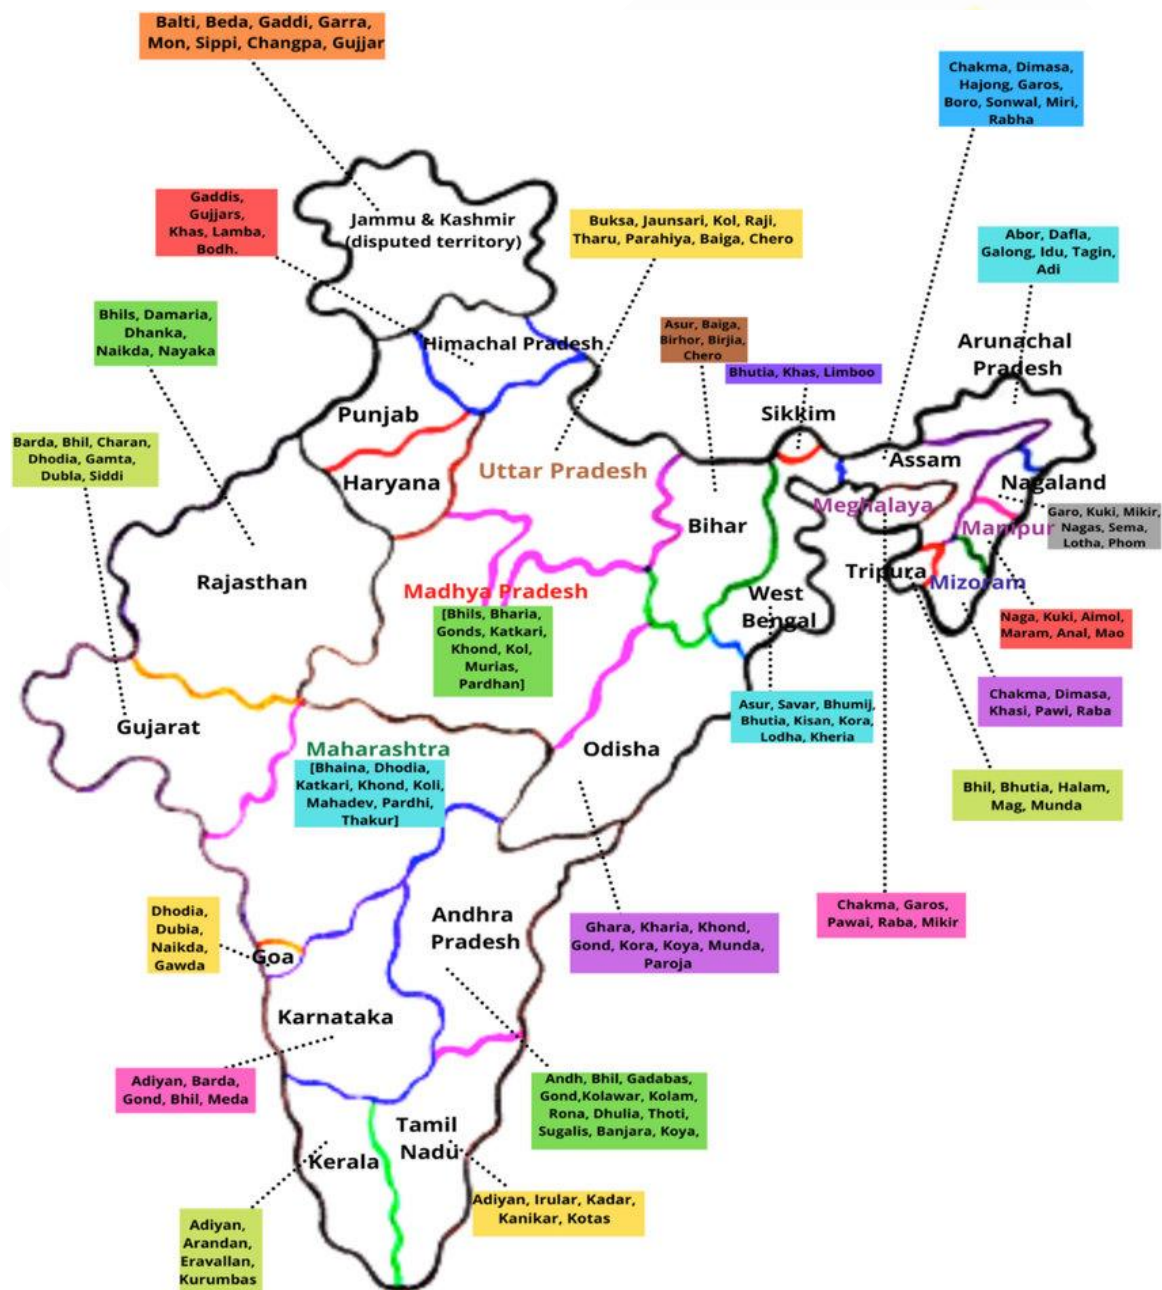 Balti, Beda, Gaddi, Garra,
Mon, Sippi, Changpa, Gujjar
Chakma, Dimasa,
Hajong, Garos,
Boro, Sonwal, Miri,
Rabha
Gaddis,
Gujjars,
Khas, Lamba,
Bodh.
Jammu & Kashmir
(disputed territory)
Buksa, Jaunsari, Kol, Raji,
Tharu, Parahiya, Baiga, Chero
Abor, Dafla,
Galong, Idu, Tagin,
Adi
Bhils, Damaria,
Dhanka,
Naikda, Nayaka
Himachal Pradesh
Asur, Baiga,
Birhor, Birjia,
Chero
Bhutia, Khas, Limboo
Arunachal
Pradesh
Punjab
Sikkim
Barda, Bhil, Charan,
Dhodia, Gamta,
Dubla, Siddi
Haryana
Uttar Pradesh
Assam
Nagaland
Bihar
Meghalaya
Manipur
Garo, Kuki, Mikir,
Nagas, Sema,
Lotha, Phom
Rajasthan
Madhya Pradesh
[Bhils, Bharia,
Gonds, Katkari,
Khond, Kol,
Murias,
Pardhan]
West
Bengal
Tripura
Mizoram
Naga, Kuki, Aimol,
Maram, Anal, Mao
Gujarat
Asur, Savar, Bhumij,
Bhutia, Kisan, Kora,
Lodha, Kheria
Chakma, Dimasa,
Khasi, Pawi, Raba
Maharashtra
[Bhaina, Dhodia,
Katkari, Khond, Koli,
Mahadev, Pardhi,
Thakur]
Odisha
Bhil, Bhutia, Halam,
Mag, Munda
Dhodia,
Dubia,
Naikda,
Gawda
Goa
Andhra
Pradesh
Ghara, Kharia, Khond,
Gond, Kora, Koya, Munda,
Paroja
Chakma, Garos,
Pawai, Raba, Mikir
Karnataka
Adiyan, Barda,
Gond, Bhil, Meda
Andh, Bhil, Gadabas,
Gond,Kolawar, Kolam,
Rona, Dhulia, Thoti,
Sugalis, Banjara, Koya,
Tamil
Nadu
Kerala
Adiyan, Irular, Kadar,
Kanikar, Kotas
Adiyan,
Arandan,
Eravallan,
Kurumbas